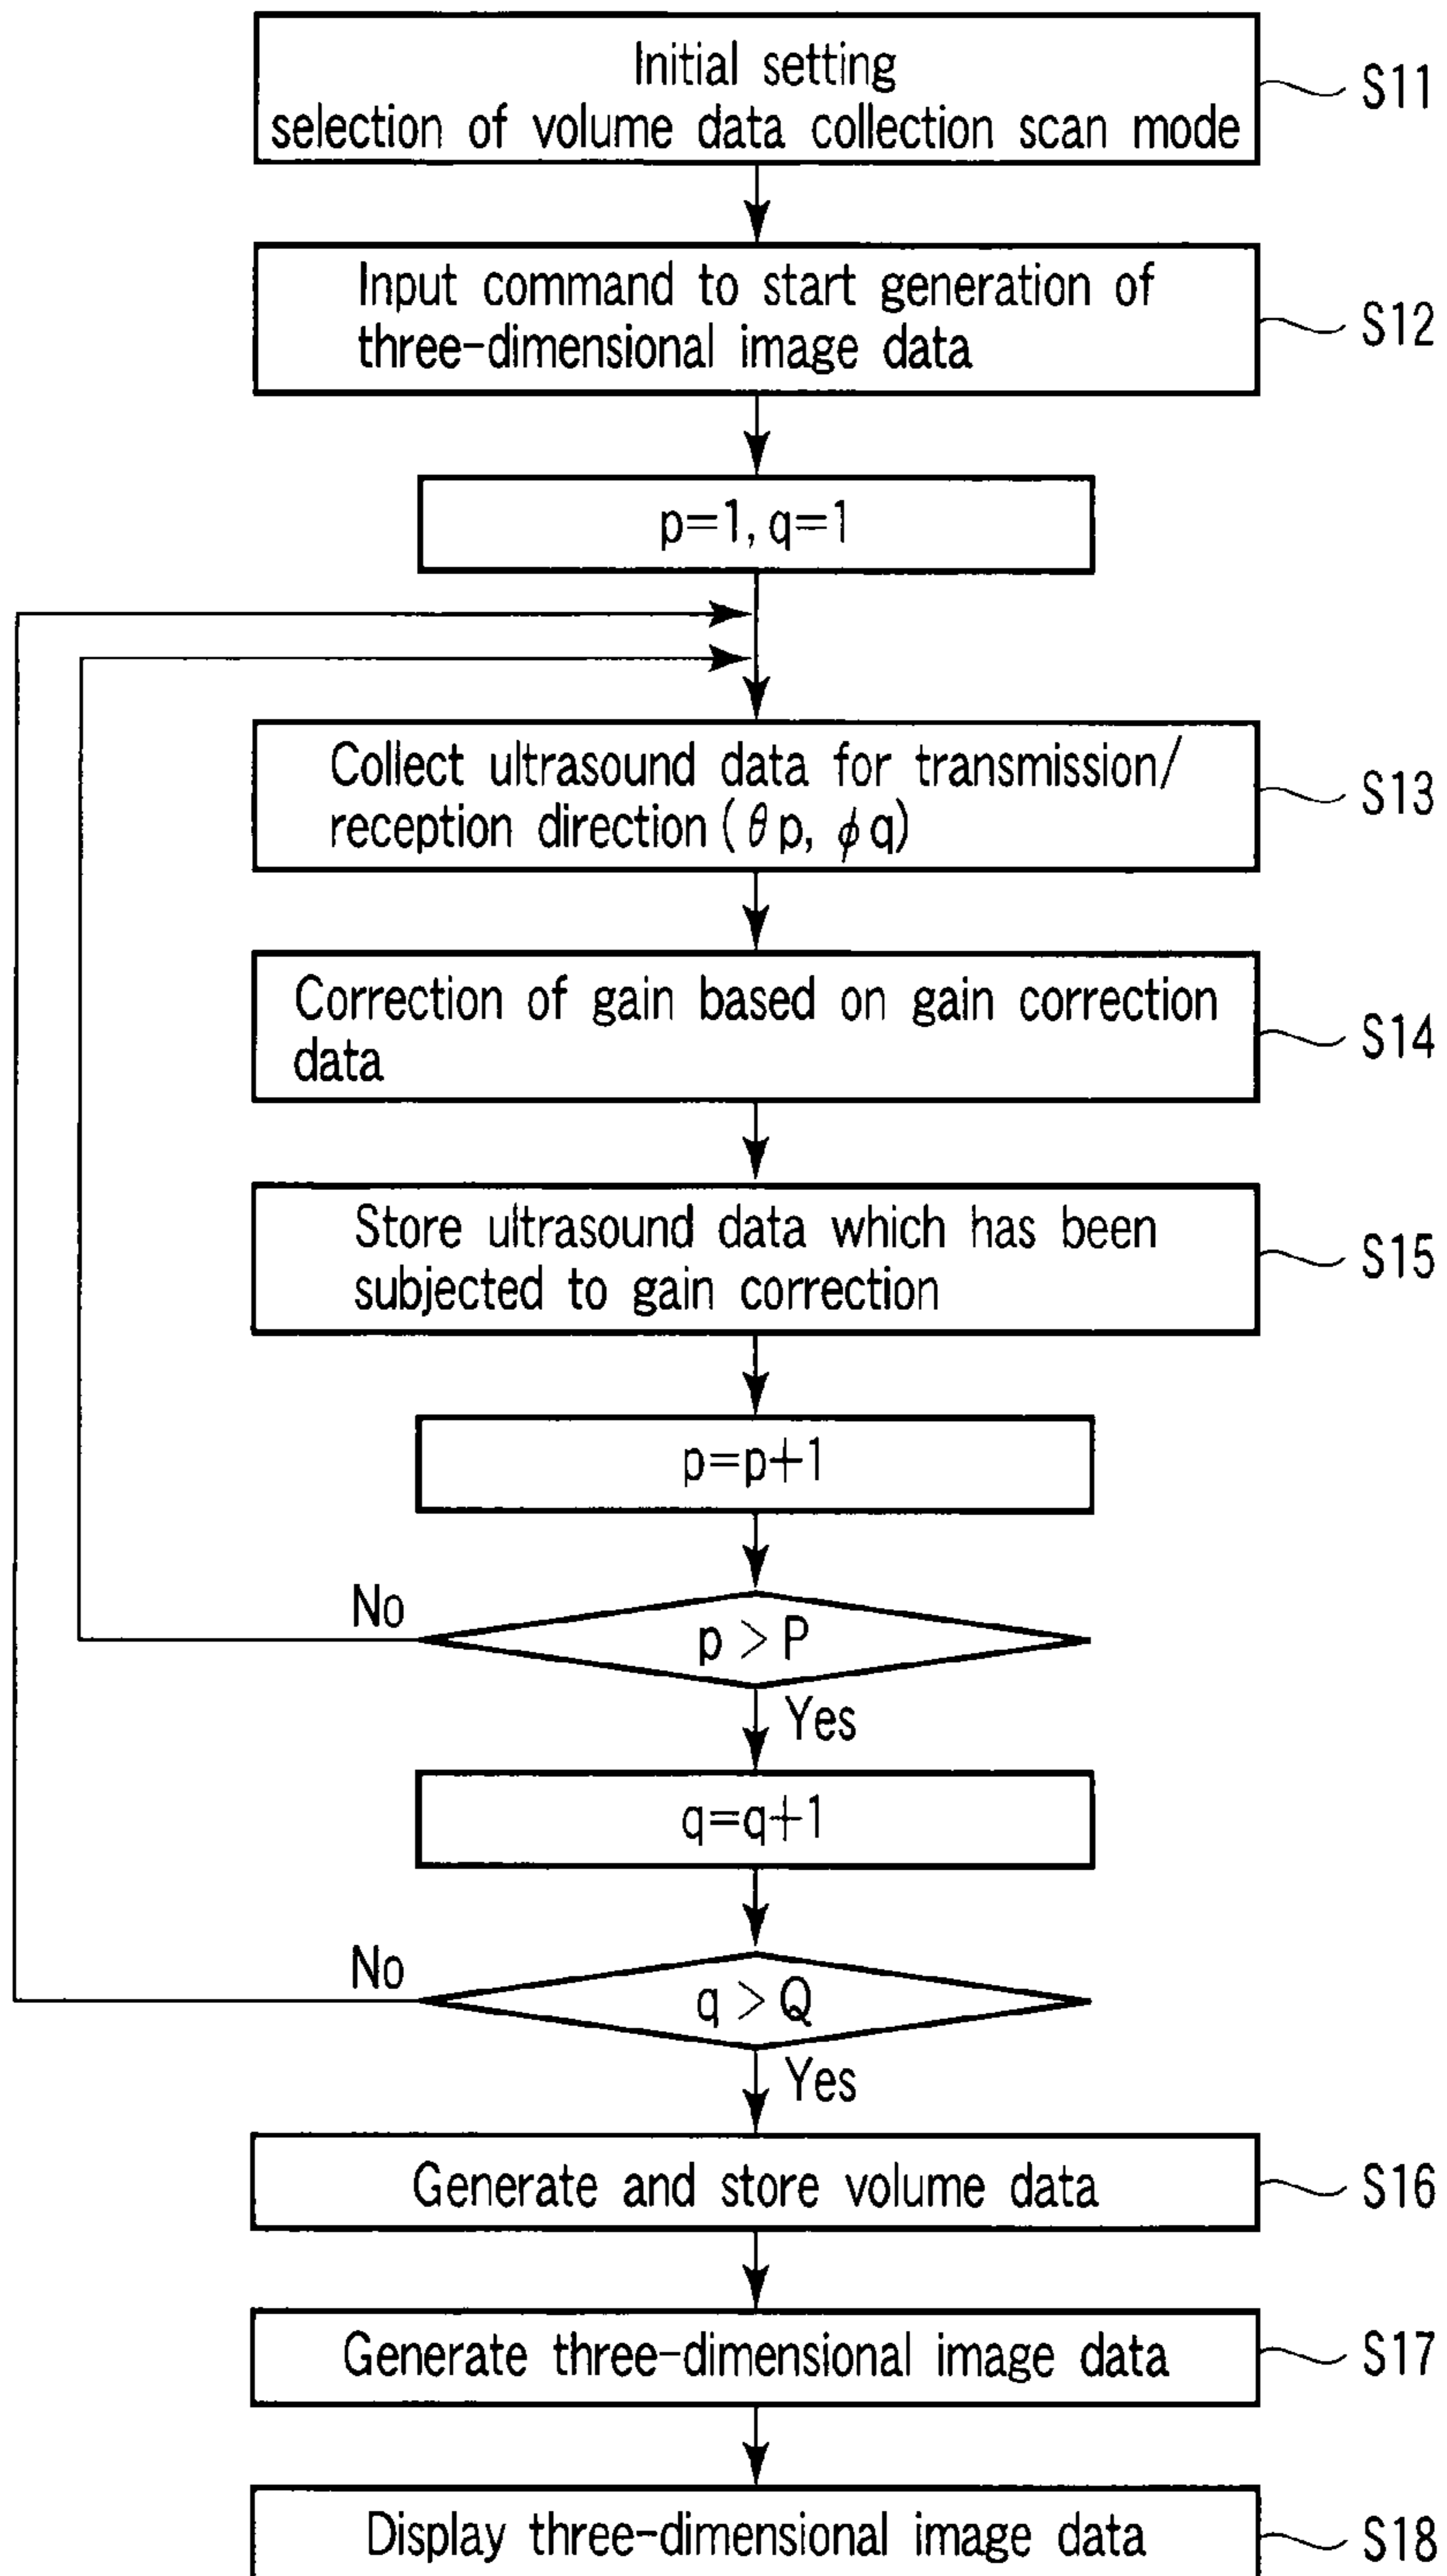 Initial setting
selection of volume data collection scan mode
S11
Input command to start generation of
three-dimensional image data
S12
p=1, q=1
Collect ultrasound data for transmission/
reception direction (θp, ϕq)
S13
Correction of gain based on gain correction
data
S14
Store ultrasound data which has been
subjected to gain correction
S15
p=p+1
No
p > P
Yes
q=q+1
No
q > Q
Yes
Generate and store volume data
S16
Generate three-dimensional image data
S17
Display three-dimensional image data
S18